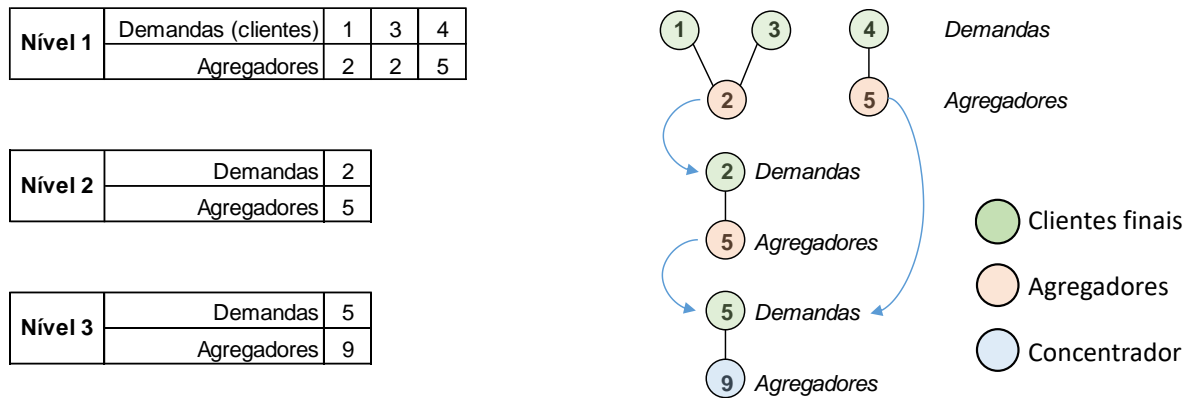 Nível 1
Demandas (clientes) 1 3 4
Agregadores 2 2 5
Nível 2
Demandas 2
Agregadores 5
Nível 3
Demandas 5
Agregadores 9
1 3 4 Demandas
2 5 Agregadores
2 Demandas
5 Agregadores
5 Demandas
9 Agregadores
Clientes finais
Agregadores
Concentrador